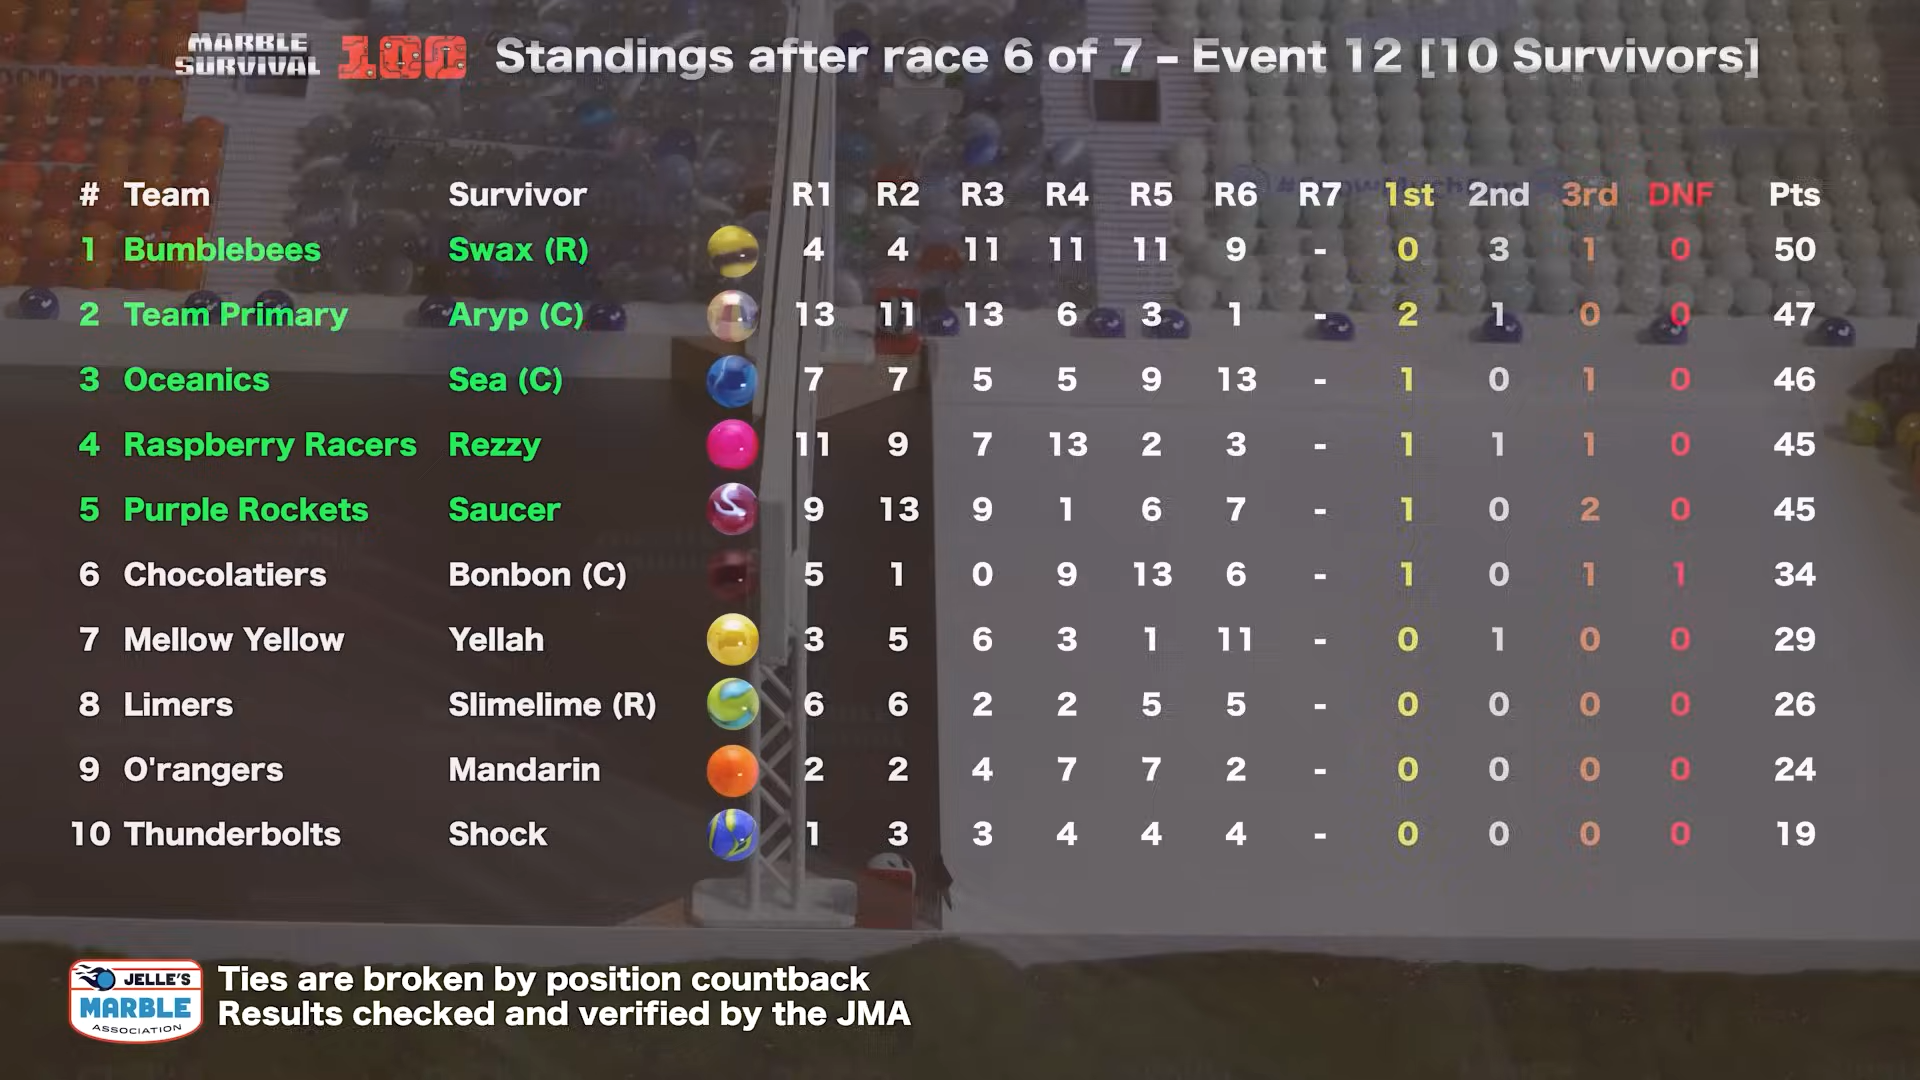 MARBLE SURVIVAL 100 Standings after race 6 of 7 – Event 12 [10 Survivors]
# Team Survivor R1 R2 R3 R4 R5 R6 R7 1st 2nd 3rd DNF Pts
1 Bumblebees Swax (R) 4 4 11 11 11 9 - 0 3 1 0 50
2 Team Primary Aryp (C) 13 11 13 6 3 1 - 2 1 0 0 47
3 Oceanics Sea (C) 7 7 5 5 9 13 - 1 0 1 0 46
4 Raspberry Racers Rezzy 11 9 7 13 2 3 - 1 1 1 0 45
5 Purple Rockets Saucer 9 13 9 1 6 7 - 1 0 2 0 45
6 Chocolatiers Bonbon (C) 5 1 0 9 13 6 - 1 0 1 1 34
7 Mellow Yellow Yellah 3 5 6 3 1 11 - 0 1 0 0 29
8 Limers Slimelime (R) 6 6 2 2 5 5 - 0 0 0 0 26
9 O'rangers Mandarin 2 2 4 7 7 2 - 0 0 0 0 24
10 Thunderbolts Shock 1 3 3 4 4 4 - 0 0 0 0 19
JELLE'S MARBLE ASSOCIATION
Ties are broken by position countback
Results checked and verified by the JMA